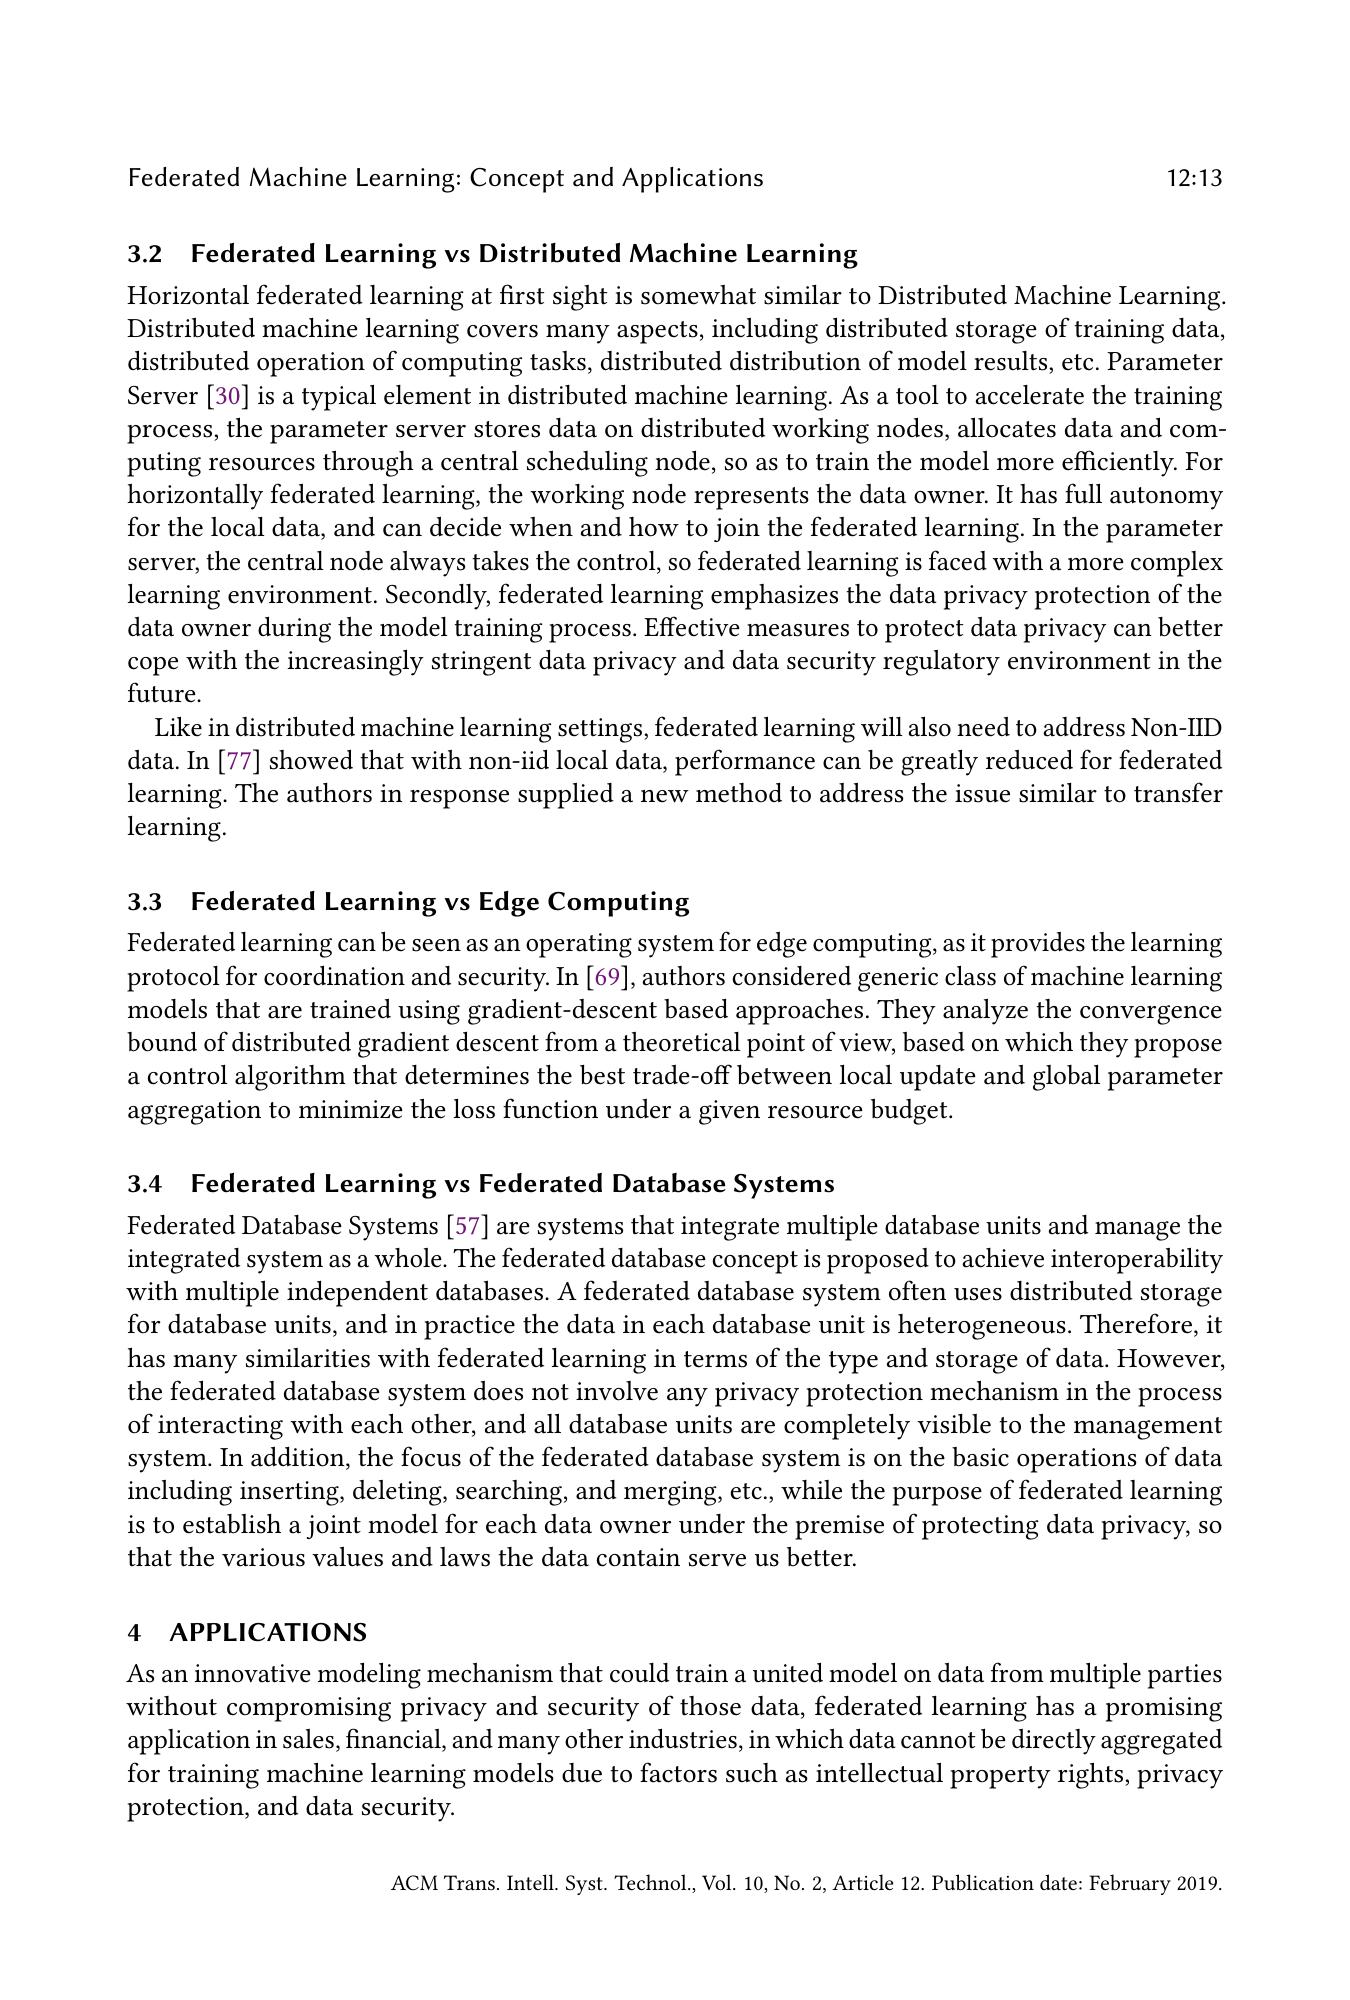 Federated Machine Learning: Concept and Applications 12:13
3.2 Federated Learning vs Distributed Machine Learning
Horizontal federated learning at first sight is somewhat similar to Distributed Machine Learning.
Distributed machine learning covers many aspects, including distributed storage of training data,
distributed operation of computing tasks, distributed distribution of model results, etc. Parameter
Server [30] is a typical element in distributed machine learning. As a tool to accelerate the training
process, the parameter server stores data on distributed working nodes, allocates data and com-
puting resources through a central scheduling node, so as to train the model more efficiently. For
horizontally federated learning, the working node represents the data owner. It has full autonomy
for the local data, and can decide when and how to join the federated learning. In the parameter
server, the central node always takes the control, so federated learning is faced with a more complex
learning environment. Secondly, federated learning emphasizes the data privacy protection of the
data owner during the model training process. Effective measures to protect data privacy can better
cope with the increasingly stringent data privacy and data security regulatory environment in the
future.
Like in distributed machine learning settings, federated learning will also need to address Non-IID
data. In [77] showed that with non-iid local data, performance can be greatly reduced for federated
learning. The authors in response supplied a new method to address the issue similar to transfer
learning.
3.3 Federated Learning vs Edge Computing
Federated learning can be seen as an operating system for edge computing, as it provides the learning
protocol for coordination and security. In [69], authors considered generic class of machine learning
models that are trained using gradient-descent based approaches. They analyze the convergence
bound of distributed gradient descent from a theoretical point of view, based on which they propose
a control algorithm that determines the best trade-off between local update and global parameter
aggregation to minimize the loss function under a given resource budget.
3.4 Federated Learning vs Federated Database Systems
Federated Database Systems [57] are systems that integrate multiple database units and manage the
integrated system as a whole. The federated database concept is proposed to achieve interoperability
with multiple independent databases. A federated database system often uses distributed storage
for database units, and in practice the data in each database unit is heterogeneous. Therefore, it
has many similarities with federated learning in terms of the type and storage of data. However,
the federated database system does not involve any privacy protection mechanism in the process
of interacting with each other, and all database units are completely visible to the management
system. In addition, the focus of the federated database system is on the basic operations of data
including inserting, deleting, searching, and merging, etc., while the purpose of federated learning
is to establish a joint model for each data owner under the premise of protecting data privacy, so
that the various values and laws the data contain serve us better.
4 APPLICATIONS
As an innovative modeling mechanism that could train a united model on data from multiple parties
without compromising privacy and security of those data, federated learning has a promising
application in sales, financial, and many other industries, in which data cannot be directly aggregated
for training machine learning models due to factors such as intellectual property rights, privacy
protection, and data security.
ACM Trans. Intell. Syst. Technol., Vol. 10, No. 2, Article 12. Publication date: February 2019.